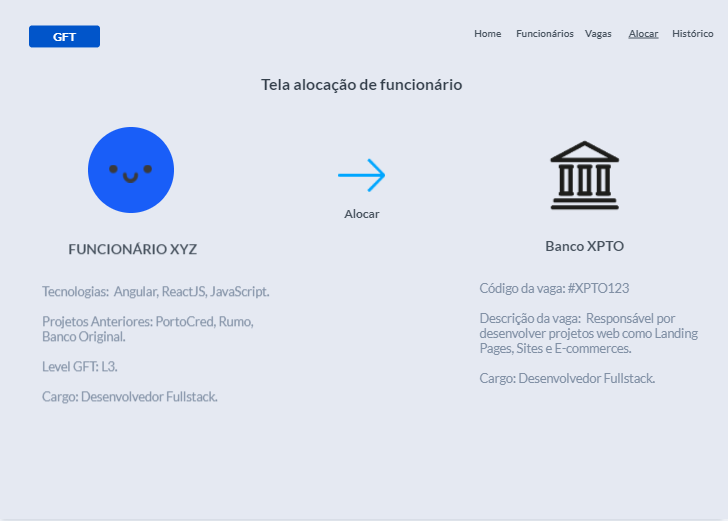 GFT
Home Funcionários Vagas Alocar Histórico
Tela alocação de funcionário
Alocar
FUNCIONÁRIO XYZ
Tecnologias: Angular, ReactJS, JavaScript.
Projetos Anteriores: PortoCred, Rumo,
Banco Original.
Level GFT: L3.
Cargo: Desenvolvedor Fullstack.
Banco XPTO
Código da vaga: #XPTO123
Descrição da vaga: Responsável por
desenvolver projetos web como Landing
Pages, Sites e E-commerces.
Cargo: Desenvolvedor Fullstack.